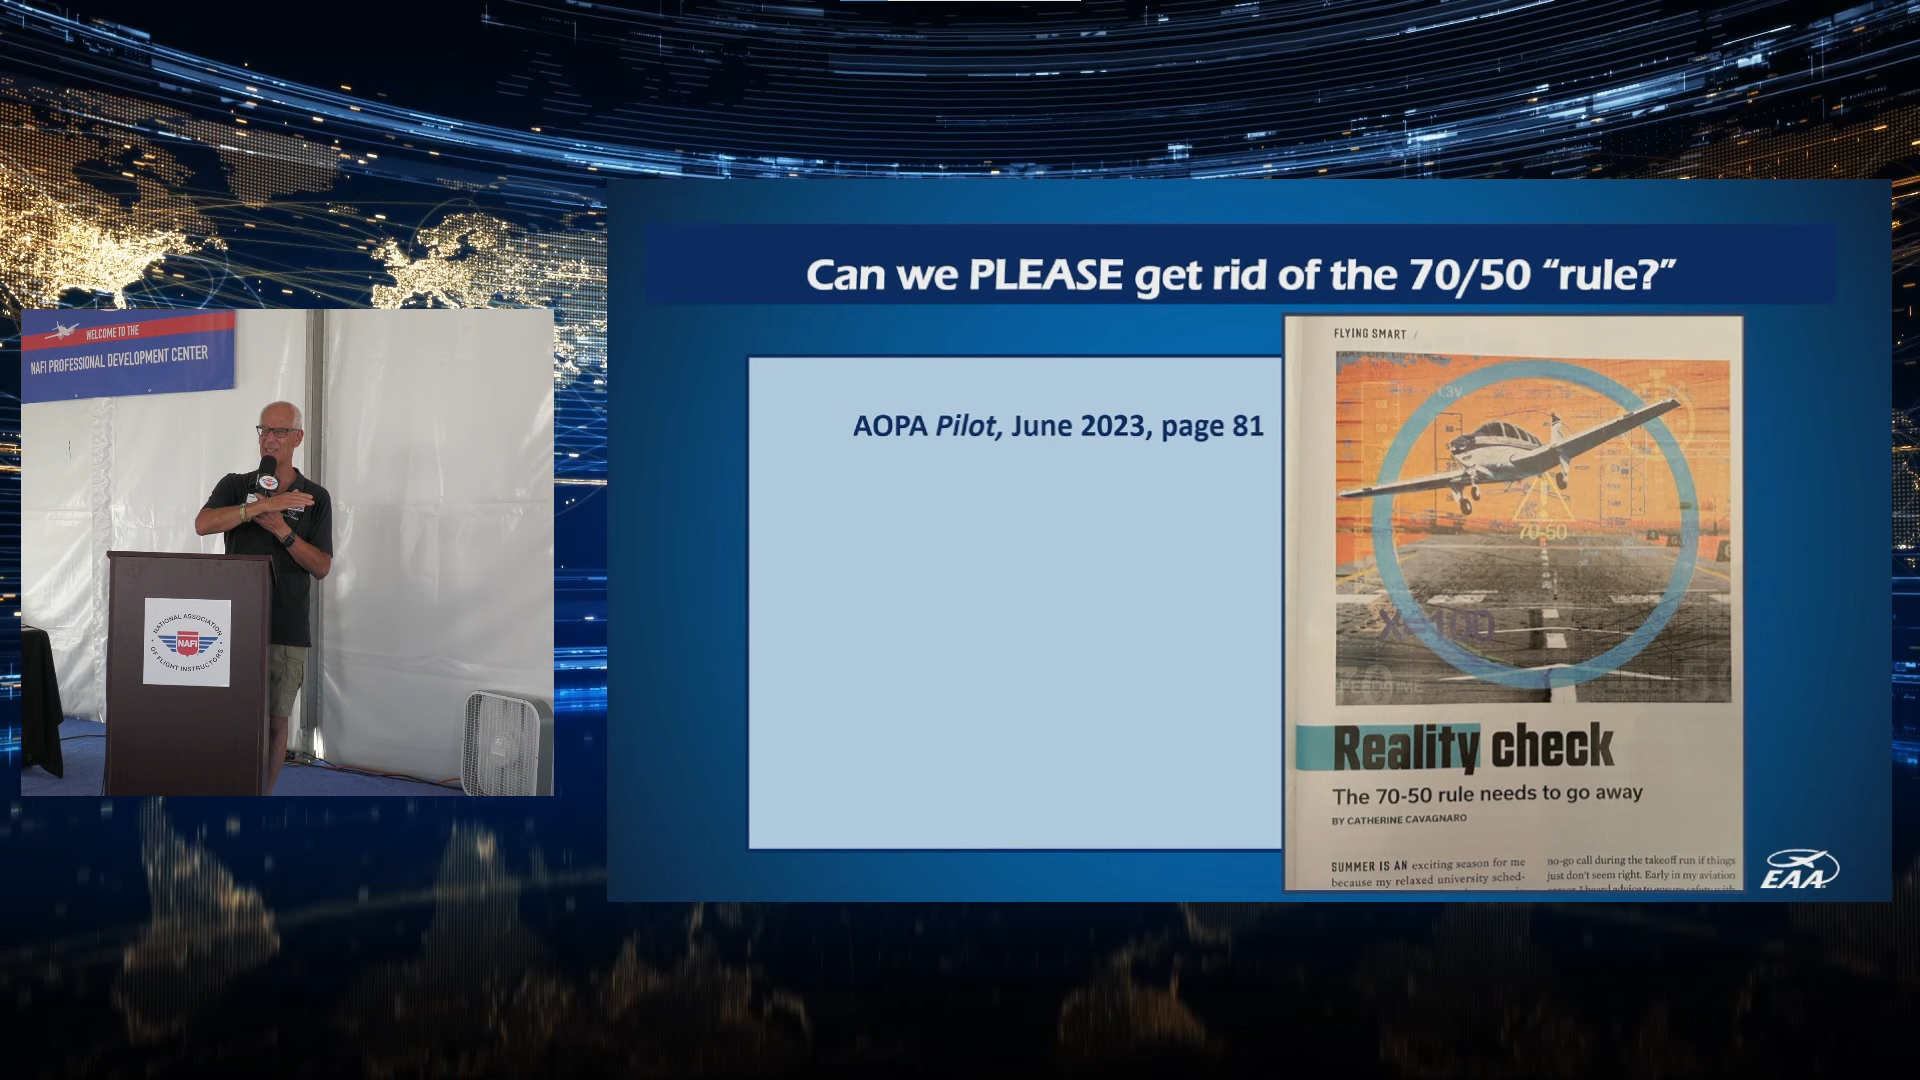 Can we PLEASE get rid of the 70/50 “rule?”
WELCOME TO THE
NAFI PROFESSIONAL DEVELOPMENT CENTER
NATIONAL ASSOCIATION
NAFI
OF FLIGHT INSTRUCTORS
AOPA Pilot, June 2023, page 81
FLYING SMART /
70-50
Reality check
The 70-50 rule needs to go away
BY CATHERINE CAVAGNARO
SUMMER IS AN exciting season for me
because my relaxed university sched-
no-go call during the takeoff run if things
just don't seem right. Early in my aviation
EAA